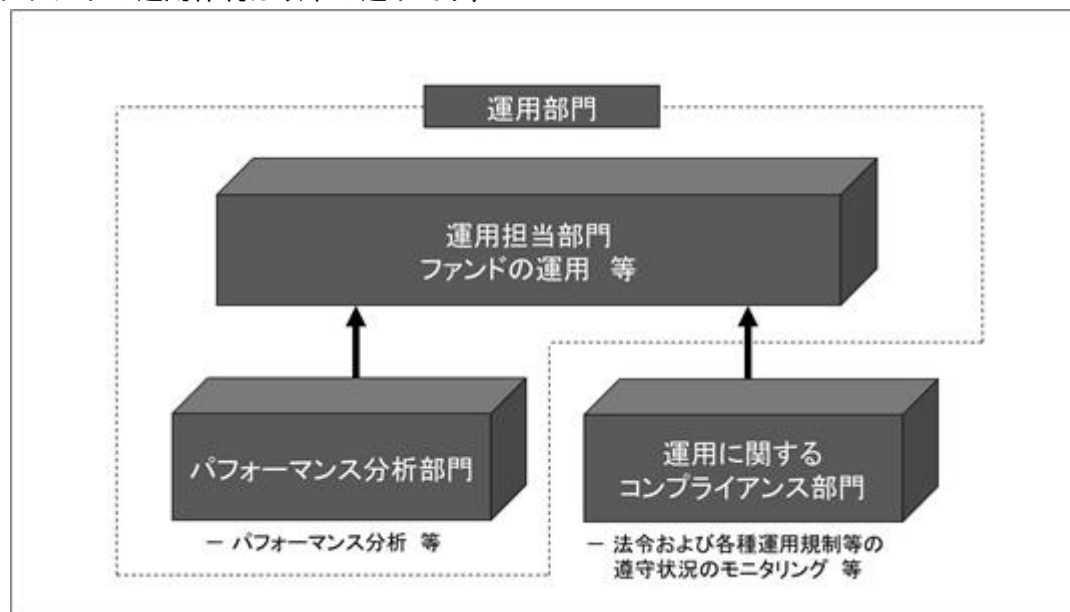 運用部門
運用担当部門
ファンドの運用 等
パフォーマンス分析部門
－ パフォーマンス分析 等
運用に関する
コンプライアンス部門
－ 法令および各種運用規制等の
遵守状況のモニタリング 等